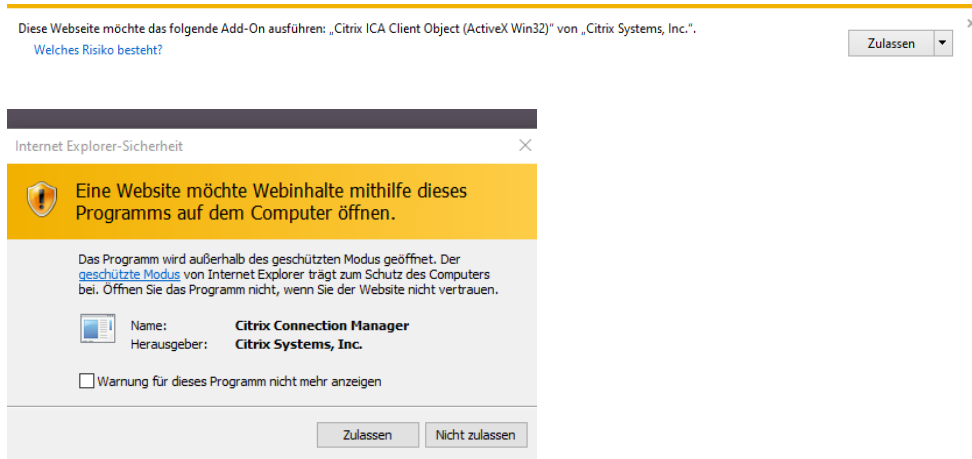 Diese Webseite möchte das folgende Add-On ausführen: „Citrix ICA Client Object (ActiveX Win32)" von „Citrix Systems, Inc.".
Welches Risiko besteht?
Zulassen
Internet Explorer-Sicherheit
Eine Website möchte Webinhalte mithilfe dieses
Programms auf dem Computer öffnen.
Das Programm wird außerhalb des geschützten Modus geöffnet. Der
geschützte Modus von Internet Explorer trägt zum Schutz des Computers
bei. Öffnen Sie das Programm nicht, wenn Sie der Website nicht vertrauen.
Name: Citrix Connection Manager
Herausgeber: Citrix Systems, Inc.
Warnung für dieses Programm nicht mehr anzeigen
Zulassen Nicht zulassen